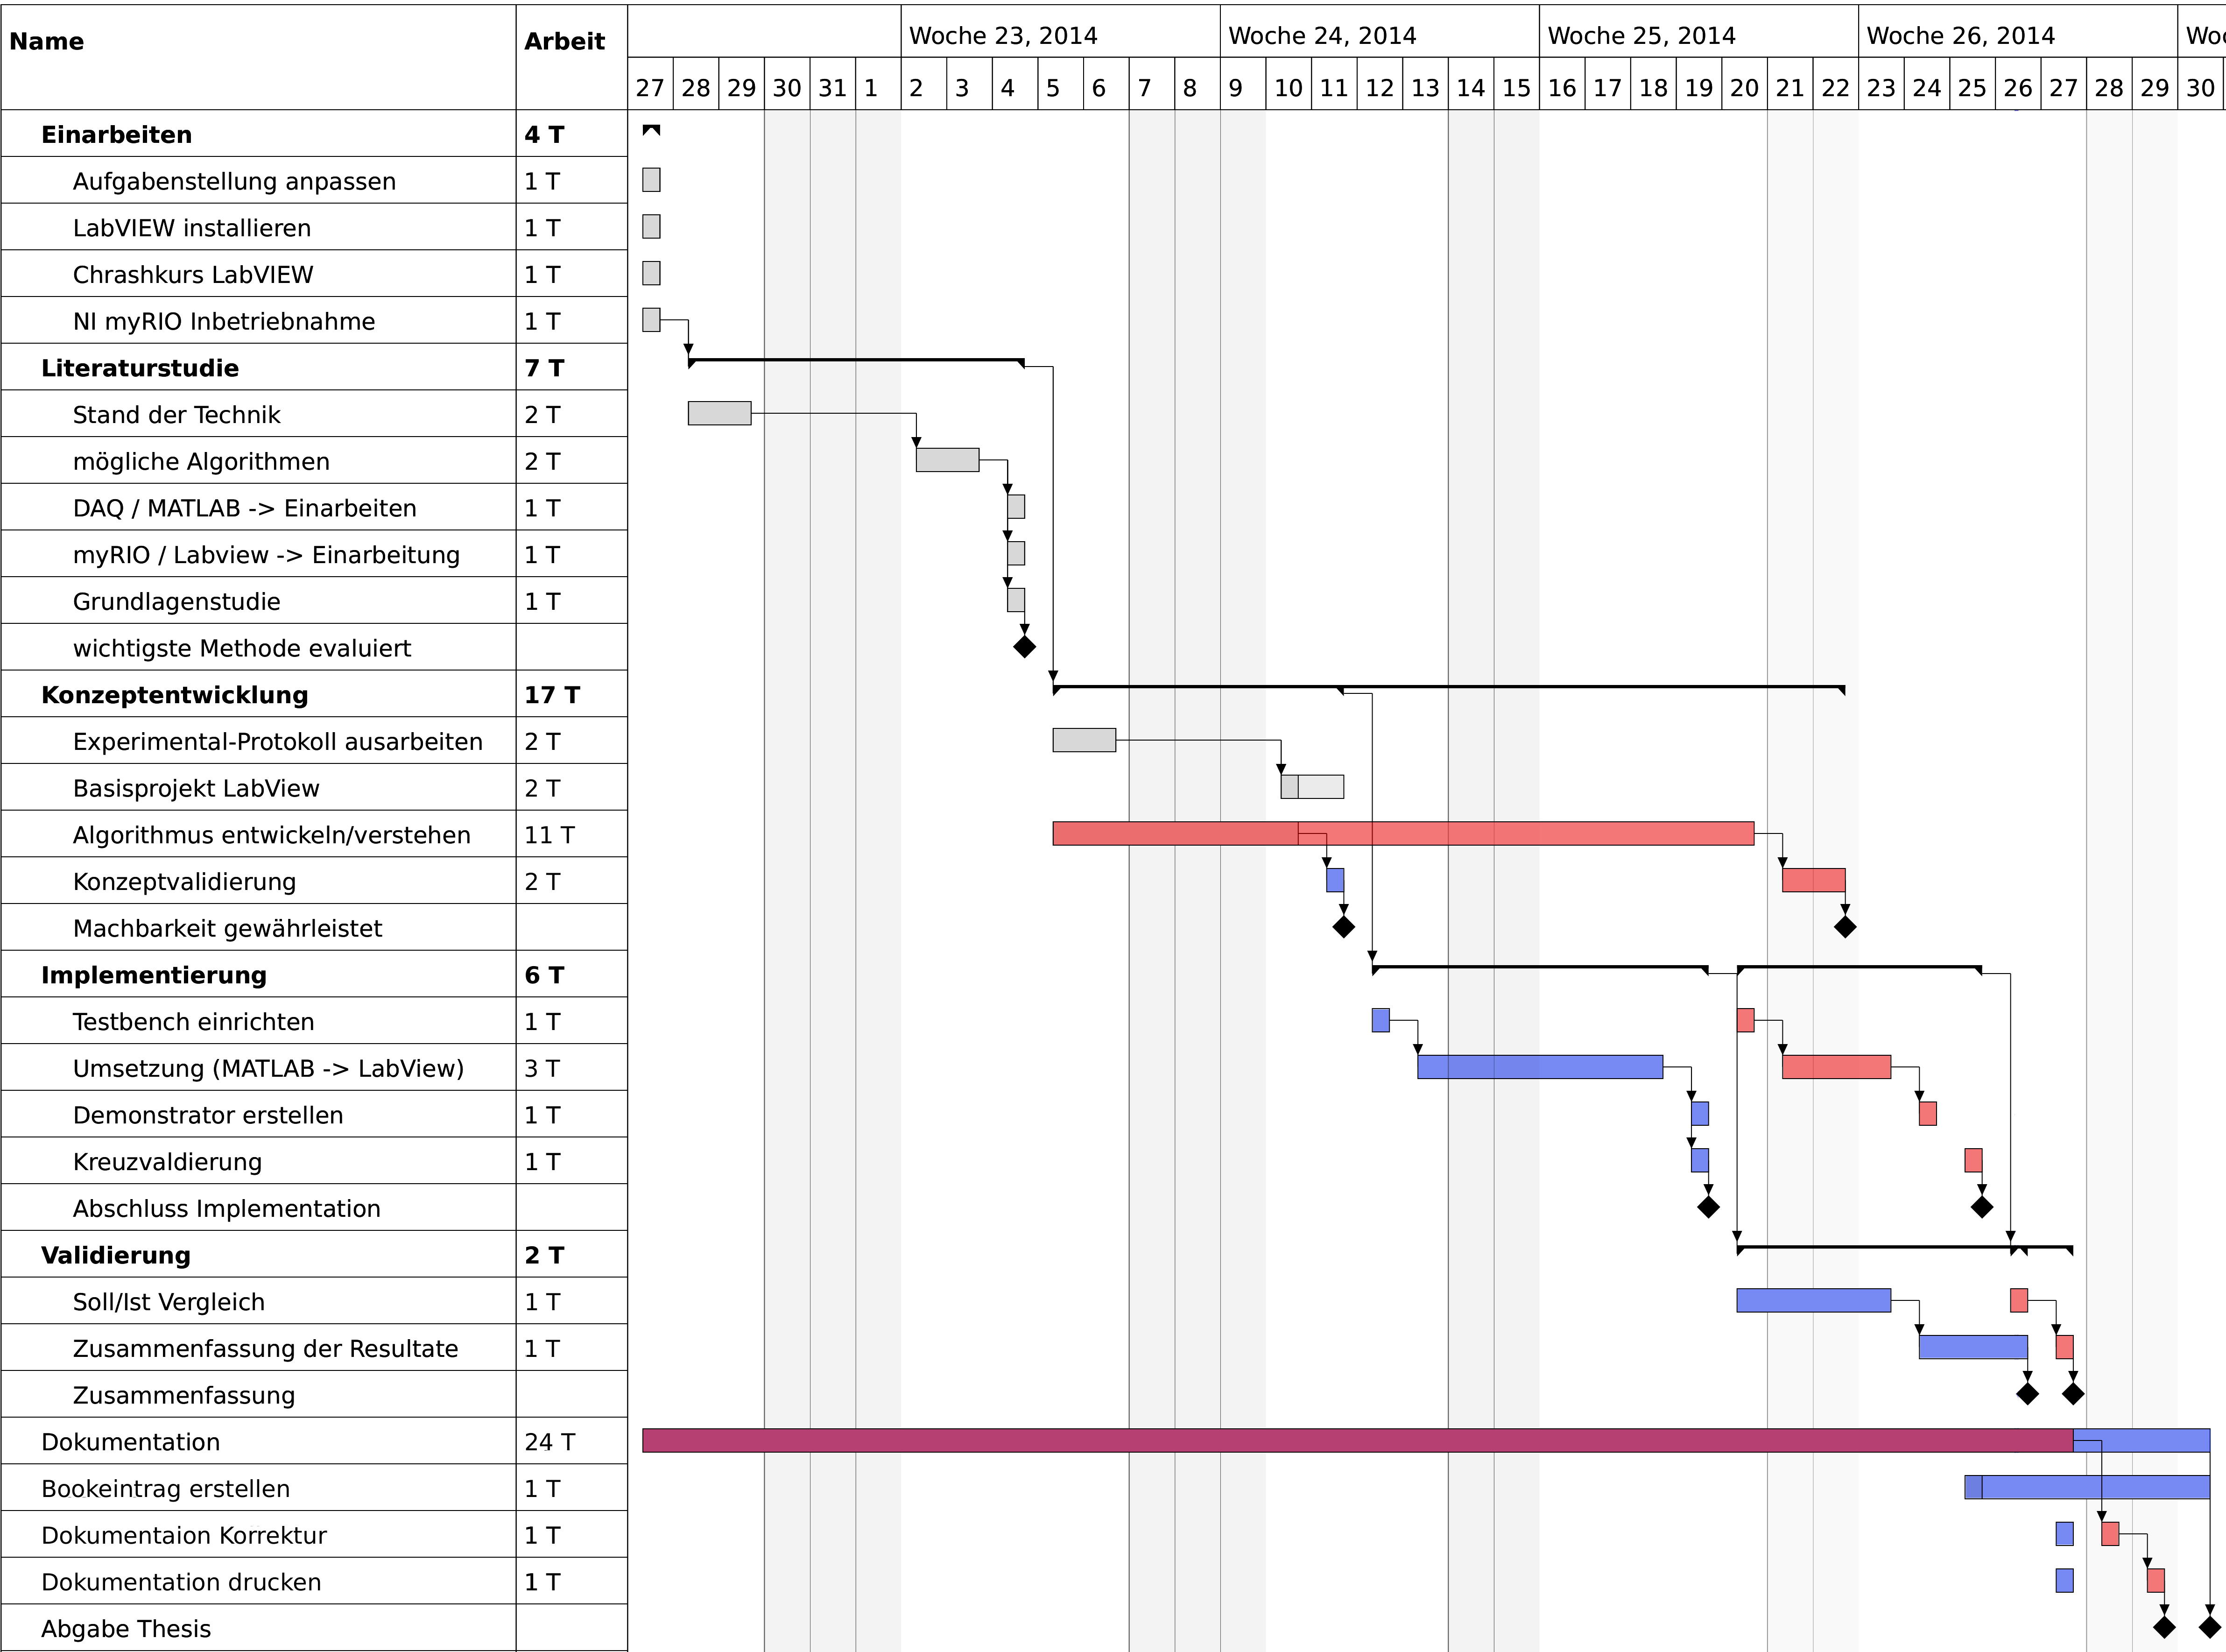 Name Arbeit Woche 23, 2014 Woche 24, 2014 Woche 25, 2014 Woche 26, 2014
27 28 29 30 31 1 2 3 4 5 6 7 8 9 10 11 12 13 14 15 16 17 18 19 20 21 22 23 24 25 26 27 28 29 30
Einarbeiten 4 T
Aufgabenstellung anpassen 1 T
LabVIEW installieren 1 T
Chrashkurs LabVIEW 1 T
NI myRIO Inbetriebnahme 1 T
Literaturstudie 7 T
Stand der Technik 2 T
mögliche Algorithmen 2 T
DAQ / MATLAB -> Einarbeiten 1 T
myRIO / Labview -> Einarbeitung 1 T
Grundlagenstudie 1 T
wichtigste Methode evaluiert
Konzeptentwicklung 17 T
Experimental-Protokoll ausarbeiten 2 T
Basisprojekt LabView 2 T
Algorithmus entwickeln/verstehen 11 T
Konzeptvalidierung 2 T
Machbarkeit gewährleistet
Implementierung 6 T
Testbench einrichten 1 T
Umsetzung (MATLAB -> LabView) 3 T
Demonstrator erstellen 1 T
Kreuzvaldierung 1 T
Abschluss Implementation
Validierung 2 T
Soll/Ist Vergleich 1 T
Zusammenfassung der Resultate 1 T
Zusammenfassung
Dokumentation 24 T
Bookeintrag erstellen 1 T
Dokumentaion Korrektur 1 T
Dokumentation drucken 1 T
Abgabe Thesis